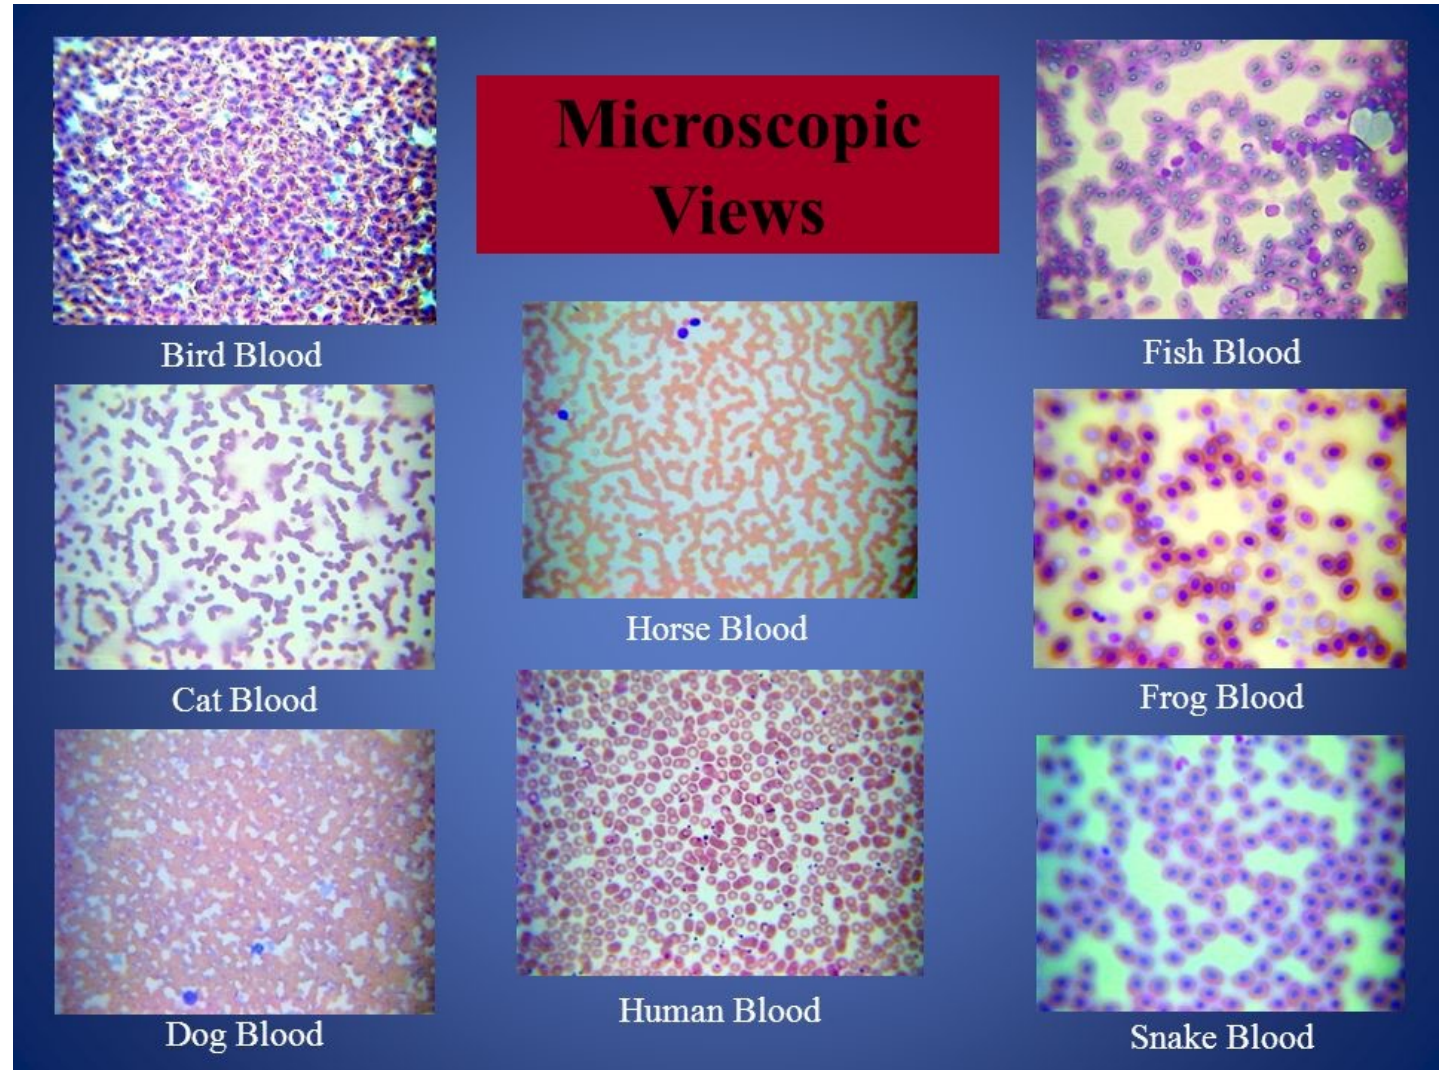 Microscopic
Views
Bird Blood
Fish Blood
Horse Blood
Cat Blood
Frog Blood
Human Blood
Dog Blood
Snake Blood